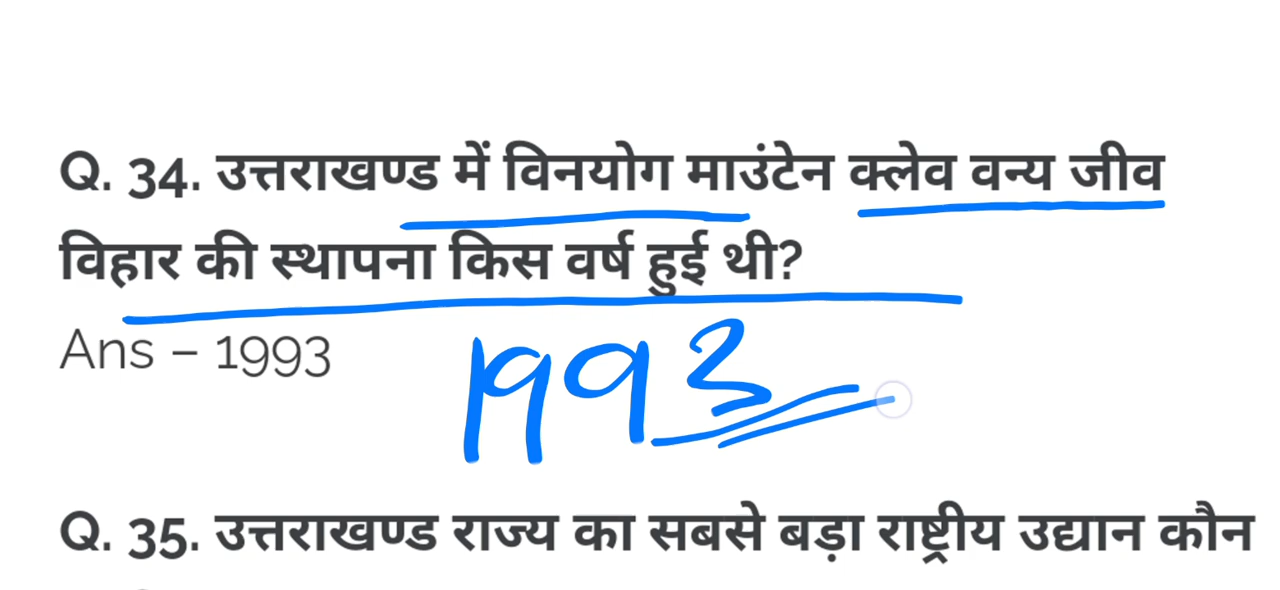 Q. 34. उत्तराखण्ड में विनयोग माउंटेन क्लेव वन्य जीव
विहार की स्थापना किस वर्ष हुई थी?
Ans – 1993
1993
Q. 35. उत्तराखण्ड राज्य का सबसे बड़ा राष्ट्रीय उद्यान कौन